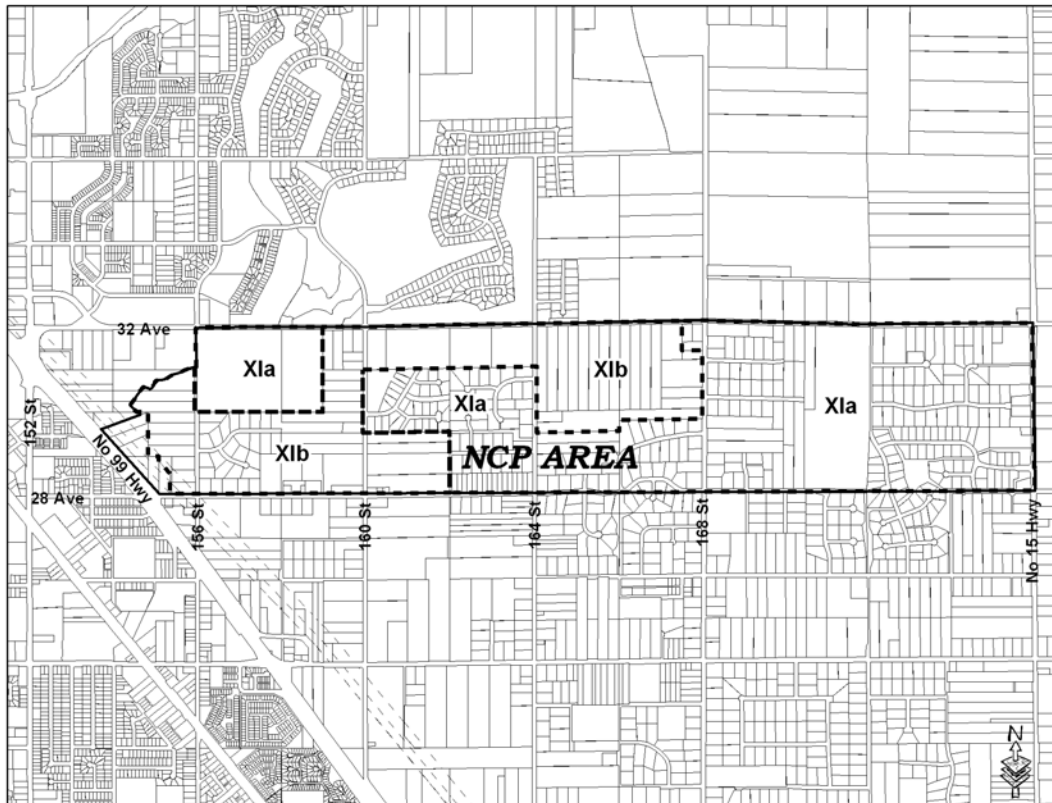 32 Ave
XIa
XIb
XIa
XIa
XIb
NCP AREA
152 St
No 99 Hwy
28 Ave
156 St
160 St
164 St
168 St
No 15 Hwy
N